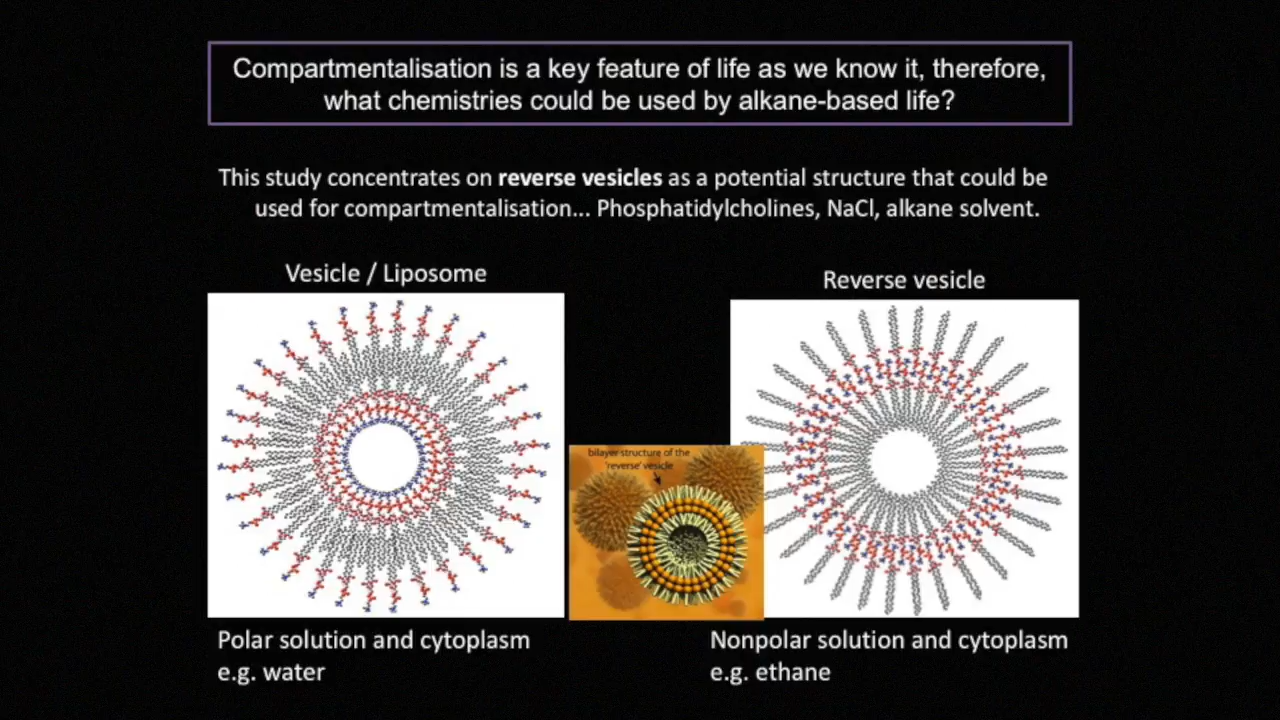 Compartmentalisation is a key feature of life as we know it, therefore,
what chemistries could be used by alkane-based life?
This study concentrates on reverse vesicles as a potential structure that could be
used for compartmentalisation... Phosphatidylcholines, NaCl, alkane solvent.
Vesicle / Liposome
Reverse vesicle
bilayer structure of the
'reverse' vesicle
Polar solution and cytoplasm
e.g. water
Nonpolar solution and cytoplasm
e.g. ethane